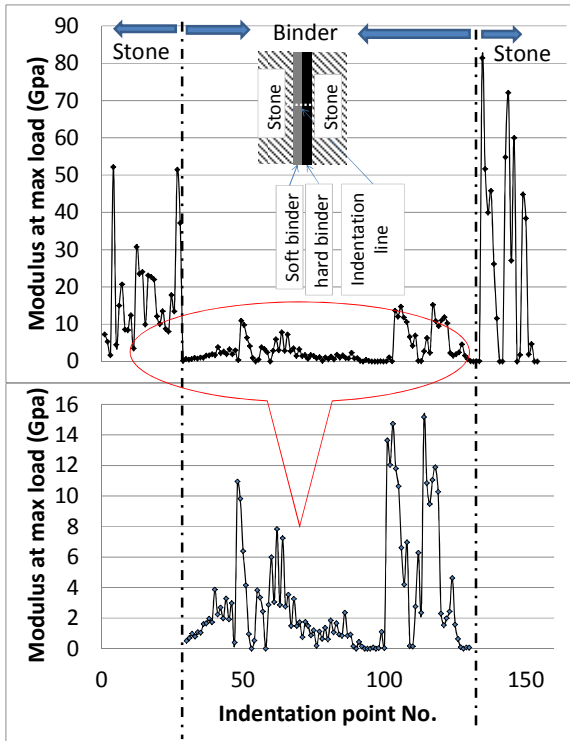 Binder
Stone
Stone
90
80
70
60
50
40
30
20
10
0
Modulus at max load (Gpa)
Stone
Stone
Soft binder
hard binder
Indentation
line
16
14
12
10
8
6
4
2
0
Modulus at max load (Gpa)
0
50
100
150
Indentation point No.